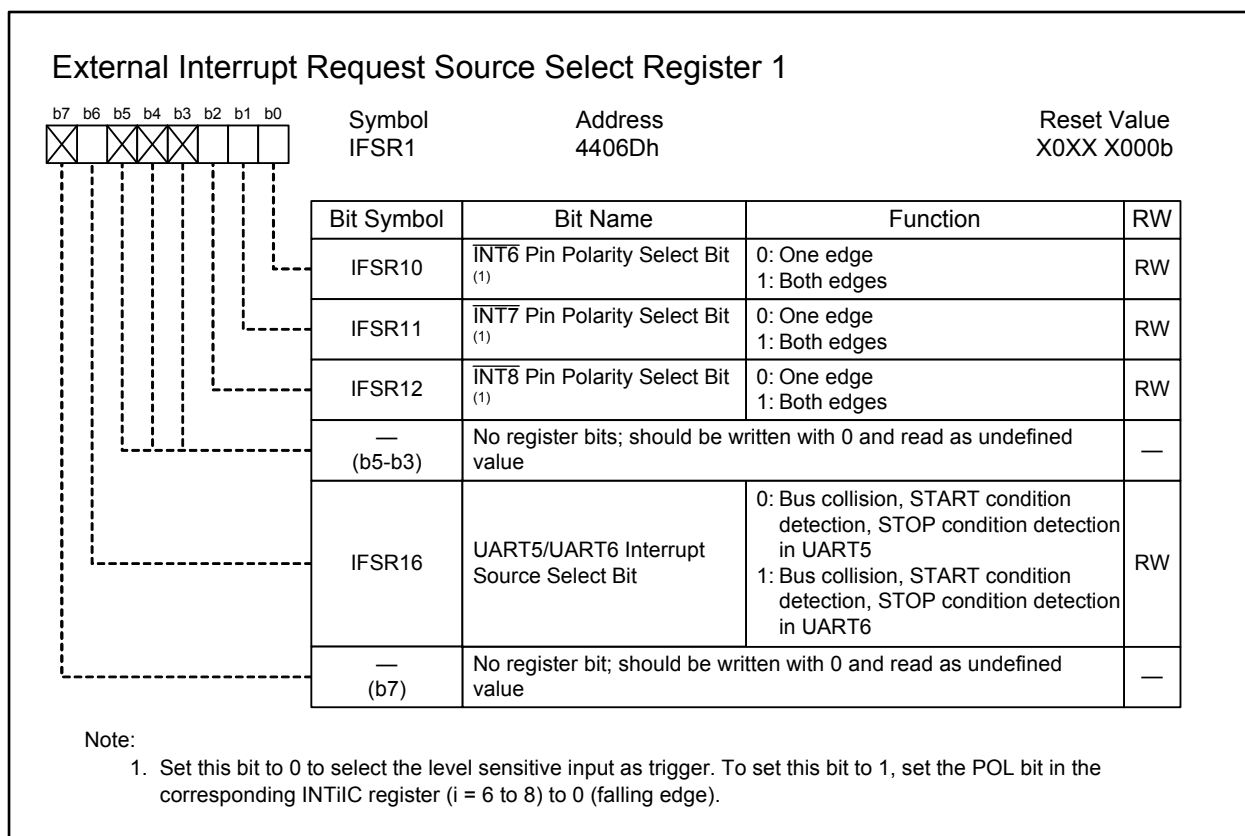 External Interrupt Request Source Select Register 1
b7 b6 b5 b4 b3 b2 b1 b0
Symbol Address Reset Value
IFSR1 4406Dh X0XX X000b
Bit Symbol Bit Name Function RW
IFSR10 INT6 Pin Polarity Select Bit (1) 0: One edge
1: Both edges RW
IFSR11 INT7 Pin Polarity Select Bit (1) 0: One edge
1: Both edges RW
IFSR12 INT8 Pin Polarity Select Bit (1) 0: One edge
1: Both edges RW
— (b5-b3) No register bits; should be written with 0 and read as undefined
value —
IFSR16 UART5/UART6 Interrupt
Source Select Bit
0: Bus collision, START condition
detection, STOP condition detection
in UART5
1: Bus collision, START condition
detection, STOP condition detection
in UART6
RW
— (b7) No register bit; should be written with 0 and read as undefined
value —
Note:
1. Set this bit to 0 to select the level sensitive input as trigger. To set this bit to 1, set the POL bit in the
corresponding INTiIC register (i = 6 to 8) to 0 (falling edge).